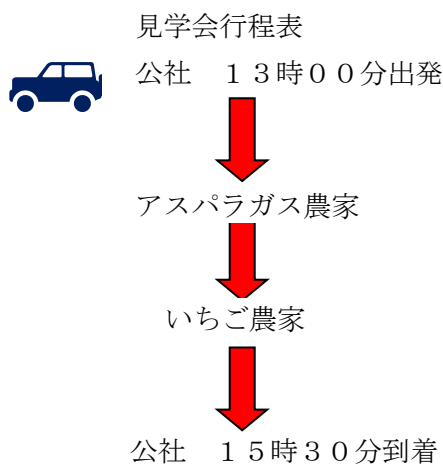 見学会行程表
公社　１３時００分出発
アスパラガス農家
いちご農家
公社　１５時３０分到着